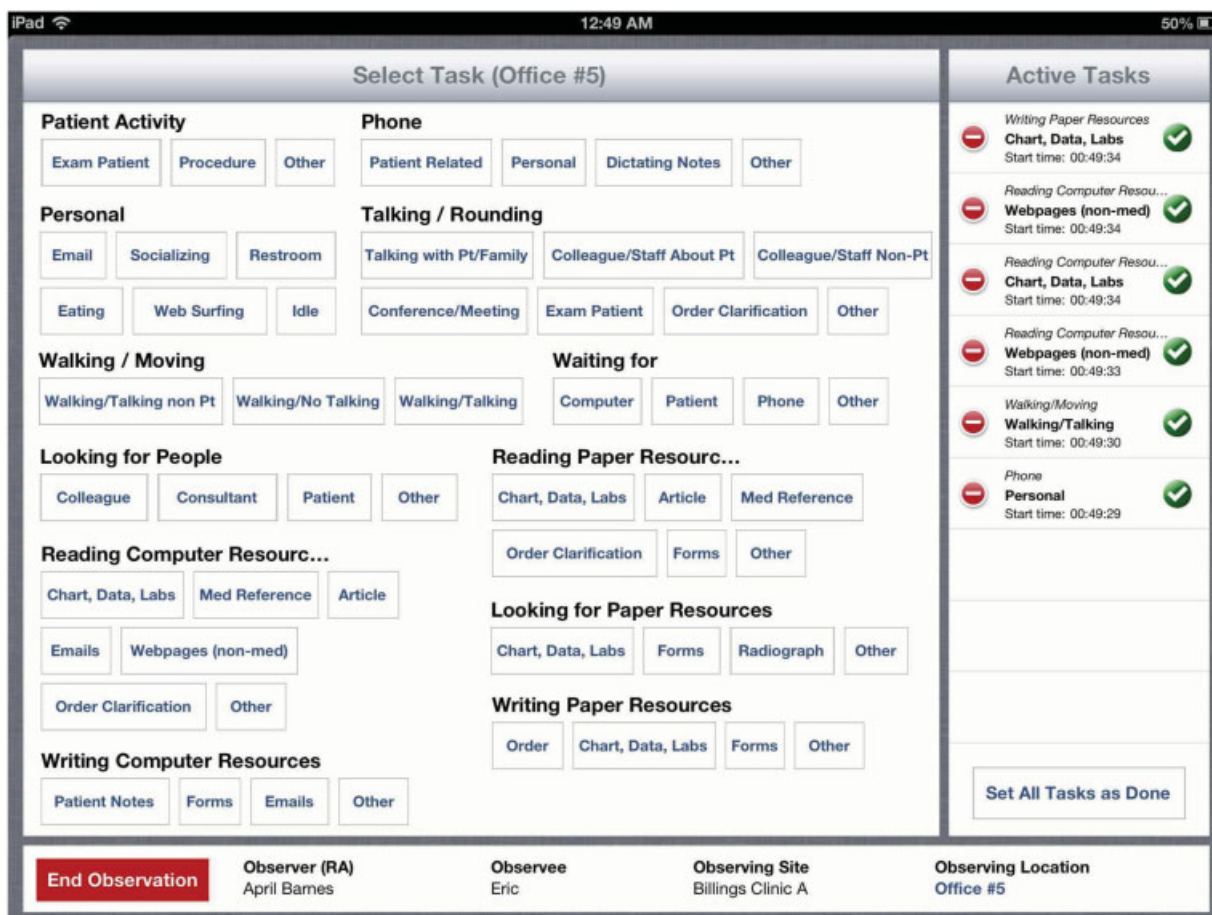 iPad 12:49 AM 50%
Select Task (Office #5)
Patient Activity
Exam Patient Procedure Other
Phone
Patient Related Personal Dictating Notes Other
Personal
Email Socializing Restroom
Eating Web Surfing Idle
Talking / Rounding
Talking with Pt/Family Colleague/Staff About Pt Colleague/Staff Non-Pt
Conference/Meeting Exam Patient Order Clarification Other
Walking / Moving
Walking/Talking non Pt Walking/No Talking Walking/Talking
Waiting for
Computer Patient Phone Other
Looking for People
Colleague Consultant Patient Other
Reading Computer Resourc...
Chart, Data, Labs Med Reference Article
Emails Webpages (non-med)
Order Clarification Other
Writing Computer Resources
Patient Notes Forms Emails Other
Reading Paper Resourc...
Chart, Data, Labs Article Med Reference
Order Clarification Forms Other
Looking for Paper Resources
Chart, Data, Labs Forms Radiograph Other
Writing Paper Resources
Order Chart, Data, Labs Forms Other
Active Tasks
Writing Paper Resources
Chart, Data, Labs
Start time: 00:49:34
Reading Computer Resou...
Webpages (non-med)
Start time: 00:49:34
Reading Computer Resou...
Chart, Data, Labs
Start time: 00:49:34
Reading Computer Resou...
Webpages (non-med)
Start time: 00:49:33
Walking/Moving
Walking/Talking
Start time: 00:49:30
Phone
Personal
Start time: 00:49:29
Set All Tasks as Done
End Observation
Observer (RA)
April Barnes
Observee
Eric
Observing Site
Billings Clinic A
Observing Location
Office #5